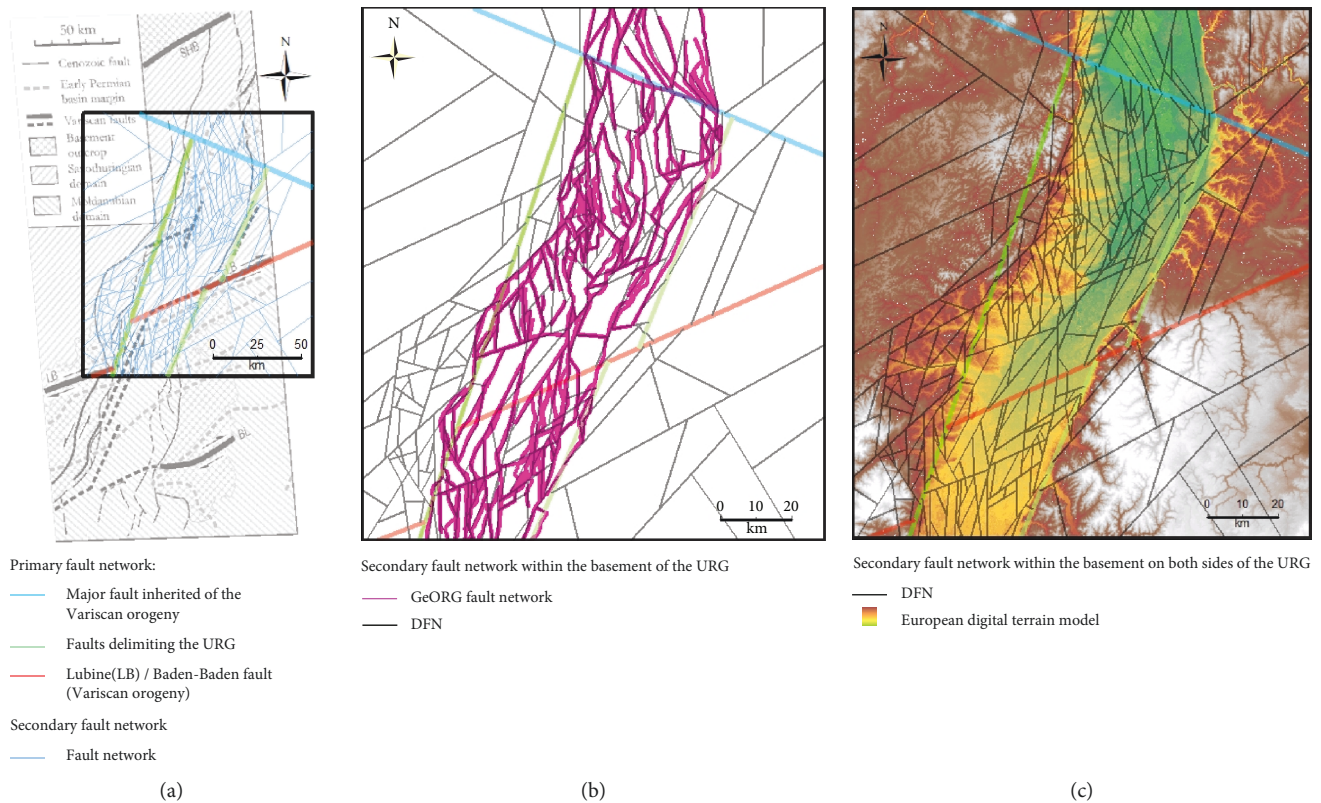 50 km
SHB
N
Cenozoic fault
Early Permian
basin margin
Variscan faults
Basement
outcrop
Saxothuringian
domain
Moldanubian
domain
LB
LB
BL
0 25 50
km
Primary fault network:
Major fault inherited of the
Variscan orogeny
Faults delimiting the URG
Lubine(LB) / Baden-Baden fault
(Variscan orogeny)
Secondary fault network
Fault network
(a)
N
0 10 20
km
Secondary fault network within the basement of the URG
GeORG fault network
DFN
(b)
N
0 10 20
km
Secondary fault network within the basement on both sides of the URG
DFN
European digital terrain model
(c)